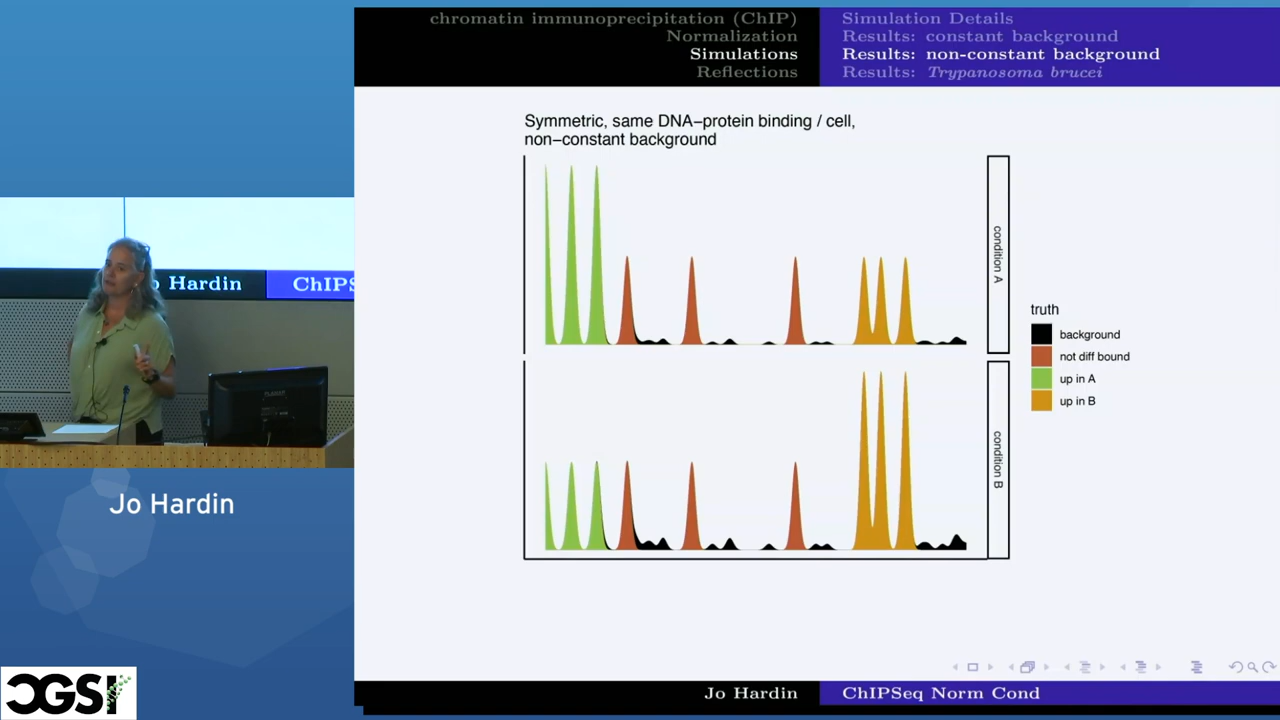 chromatin immunoprecipitation (ChIP)
Normalization
Simulations
Reflections
Simulation Details
Results: constant background
Results: non-constant background
Results: Trypanosoma brucei
Symmetric, same DNA–protein binding / cell,
non–constant background
condition A
condition B
truth
background
not diff bound
up in A
up in B
o Hardin
ChIPS
Jo Hardin
CGSI
Jo Hardin
ChIPSeq Norm Cond